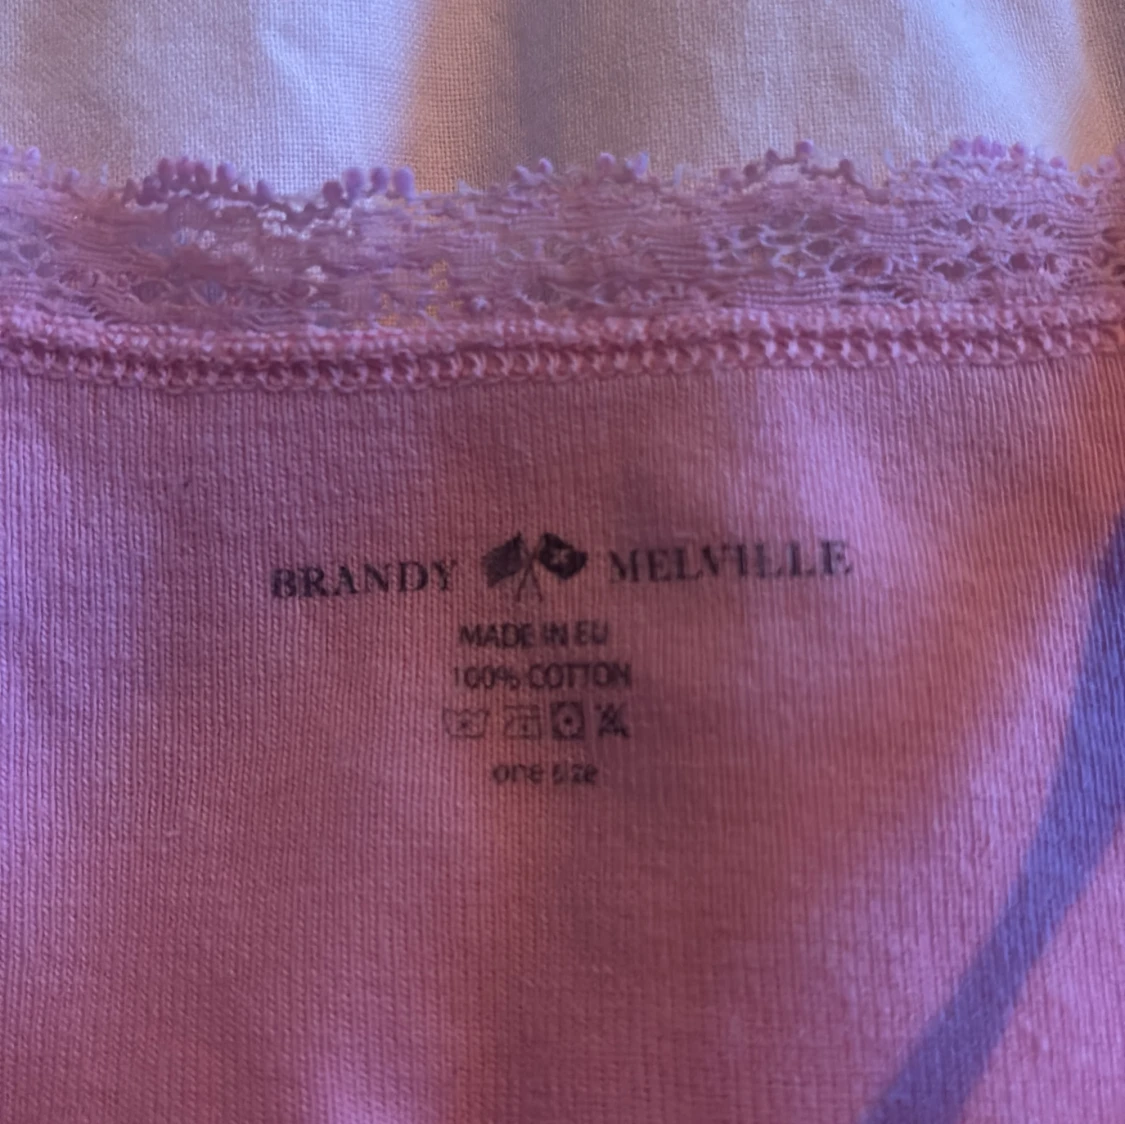 BRANDY MELVILLE
MADE IN EU
100% COTTON
one size